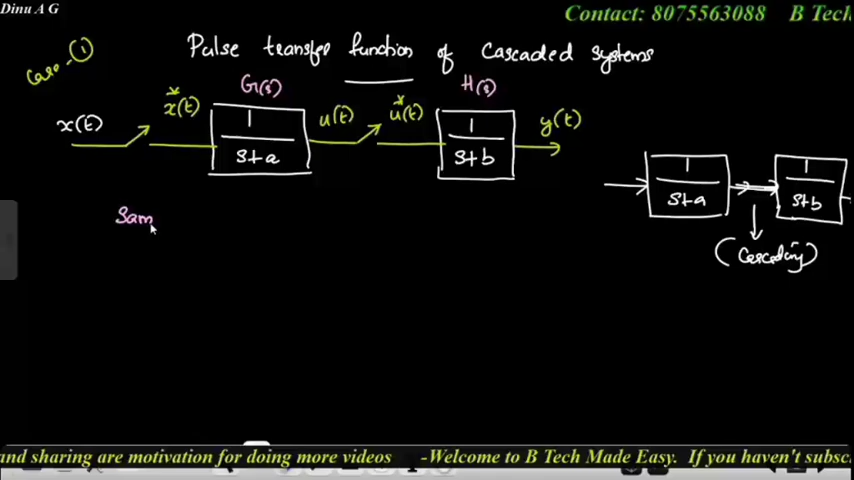 Dinu A G
Contact: 8075563088 B Tech
Case - 1
Pulse transfer function of Cascaded systems
G(s)
H(s)
x(t)
x*(t)
1
s+a
u(t)
u*(t)
1
s+b
y(t)
1
s+a
1
s+b
(Cascading)
Sam
and sharing are motivation for doing more videos -Welcome to B Tech Made Easy. If you haven't subsc